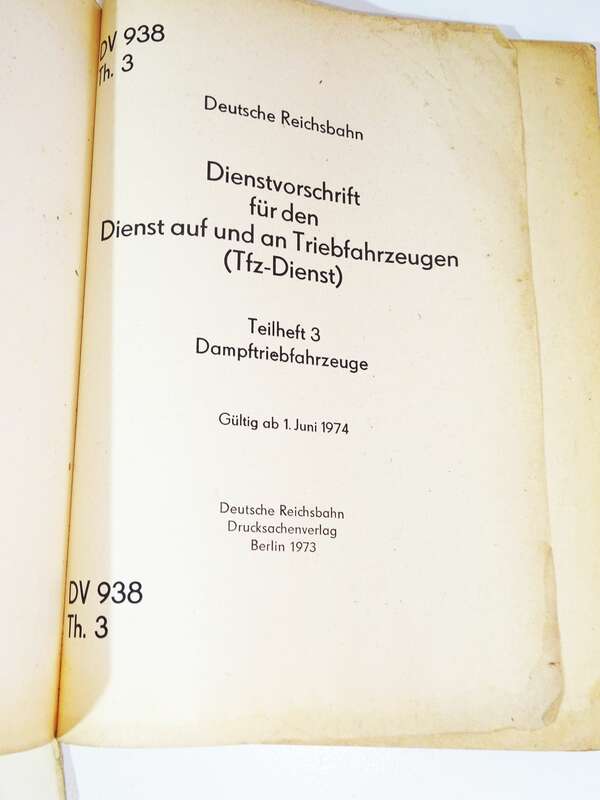 DV 938
Th. 3
Deutsche Reichsbahn
Dienstvorschrift
für den
Dienst auf und an Triebfahrzeugen
(Tfz-Dienst)
Teilheft 3
Dampftriebfahrzeuge
Gültig ab 1. Juni 1974
Deutsche Reichsbahn
Drucksachenverlag
Berlin 1973
DV 938
Th. 3